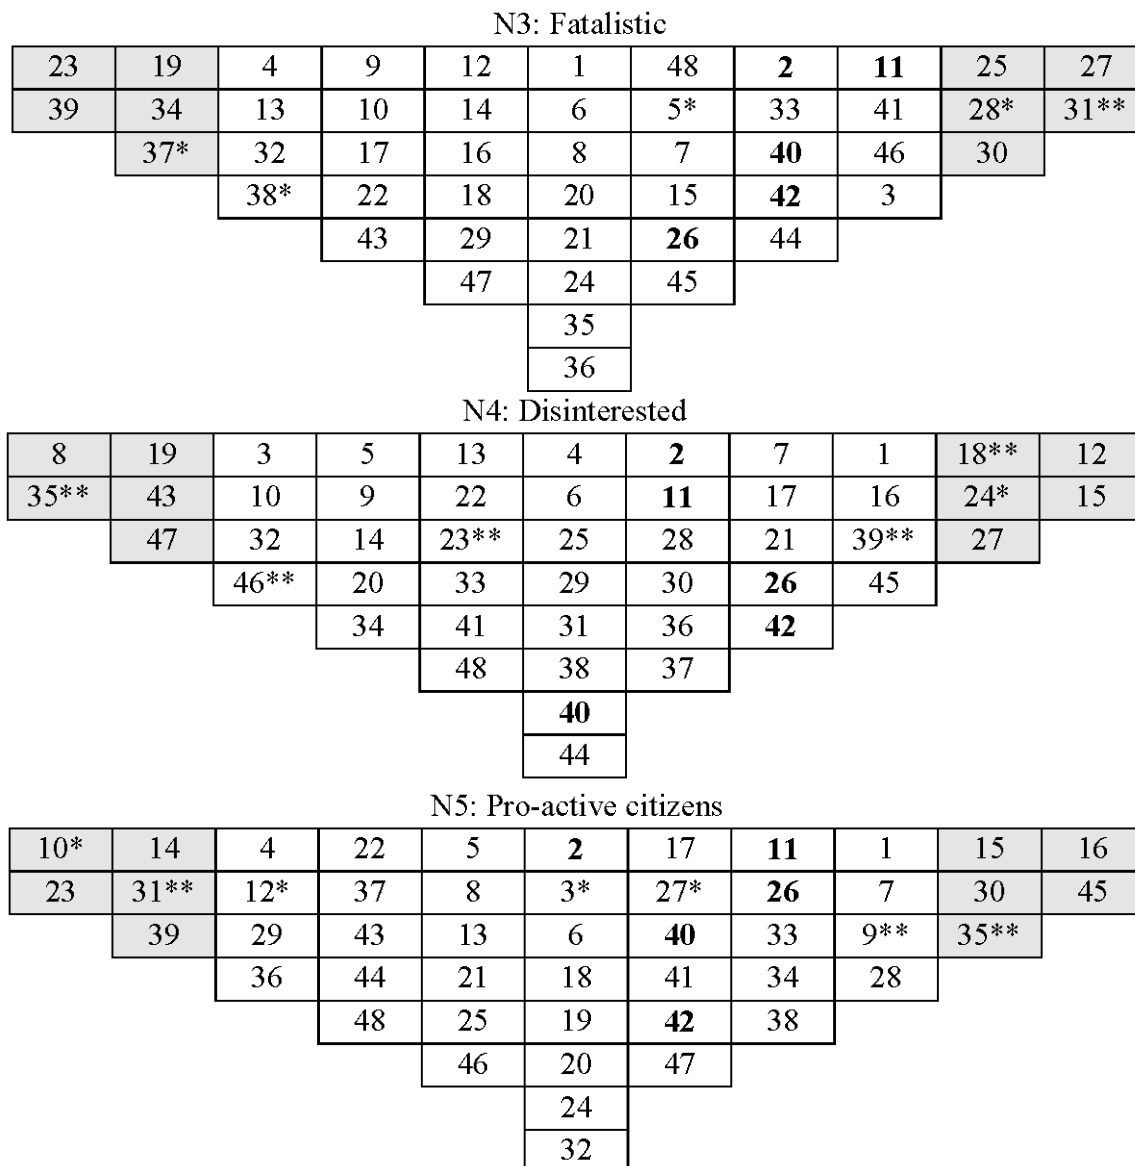 N3: Fatalistic
23 19 4 9 12 1 48 2 11 25 27
39 34 13 10 14 6 5* 33 41 28* 31**
37* 32 17 16 8 7 40 46 30
38* 22 18 20 15 42 3
43 29 21 26 44
47 24 45
35
36
N4: Disinterested
8 19 3 5 13 4 2 7 1 18** 12
35** 43 10 9 22 6 11 17 16 24* 15
47 32 14 23** 25 28 21 39** 27
46** 20 33 29 30 26 45
34 41 31 36 42
48 38 37
40
44
N5: Pro-active citizens
10* 14 4 22 5 2 17 11 1 15 16
23 31** 12* 37 8 3* 27* 26 7 30 45
39 29 43 13 6 40 33 9** 35**
36 44 21 18 41 34 28
48 25 19 42 38
46 20 47
24
32